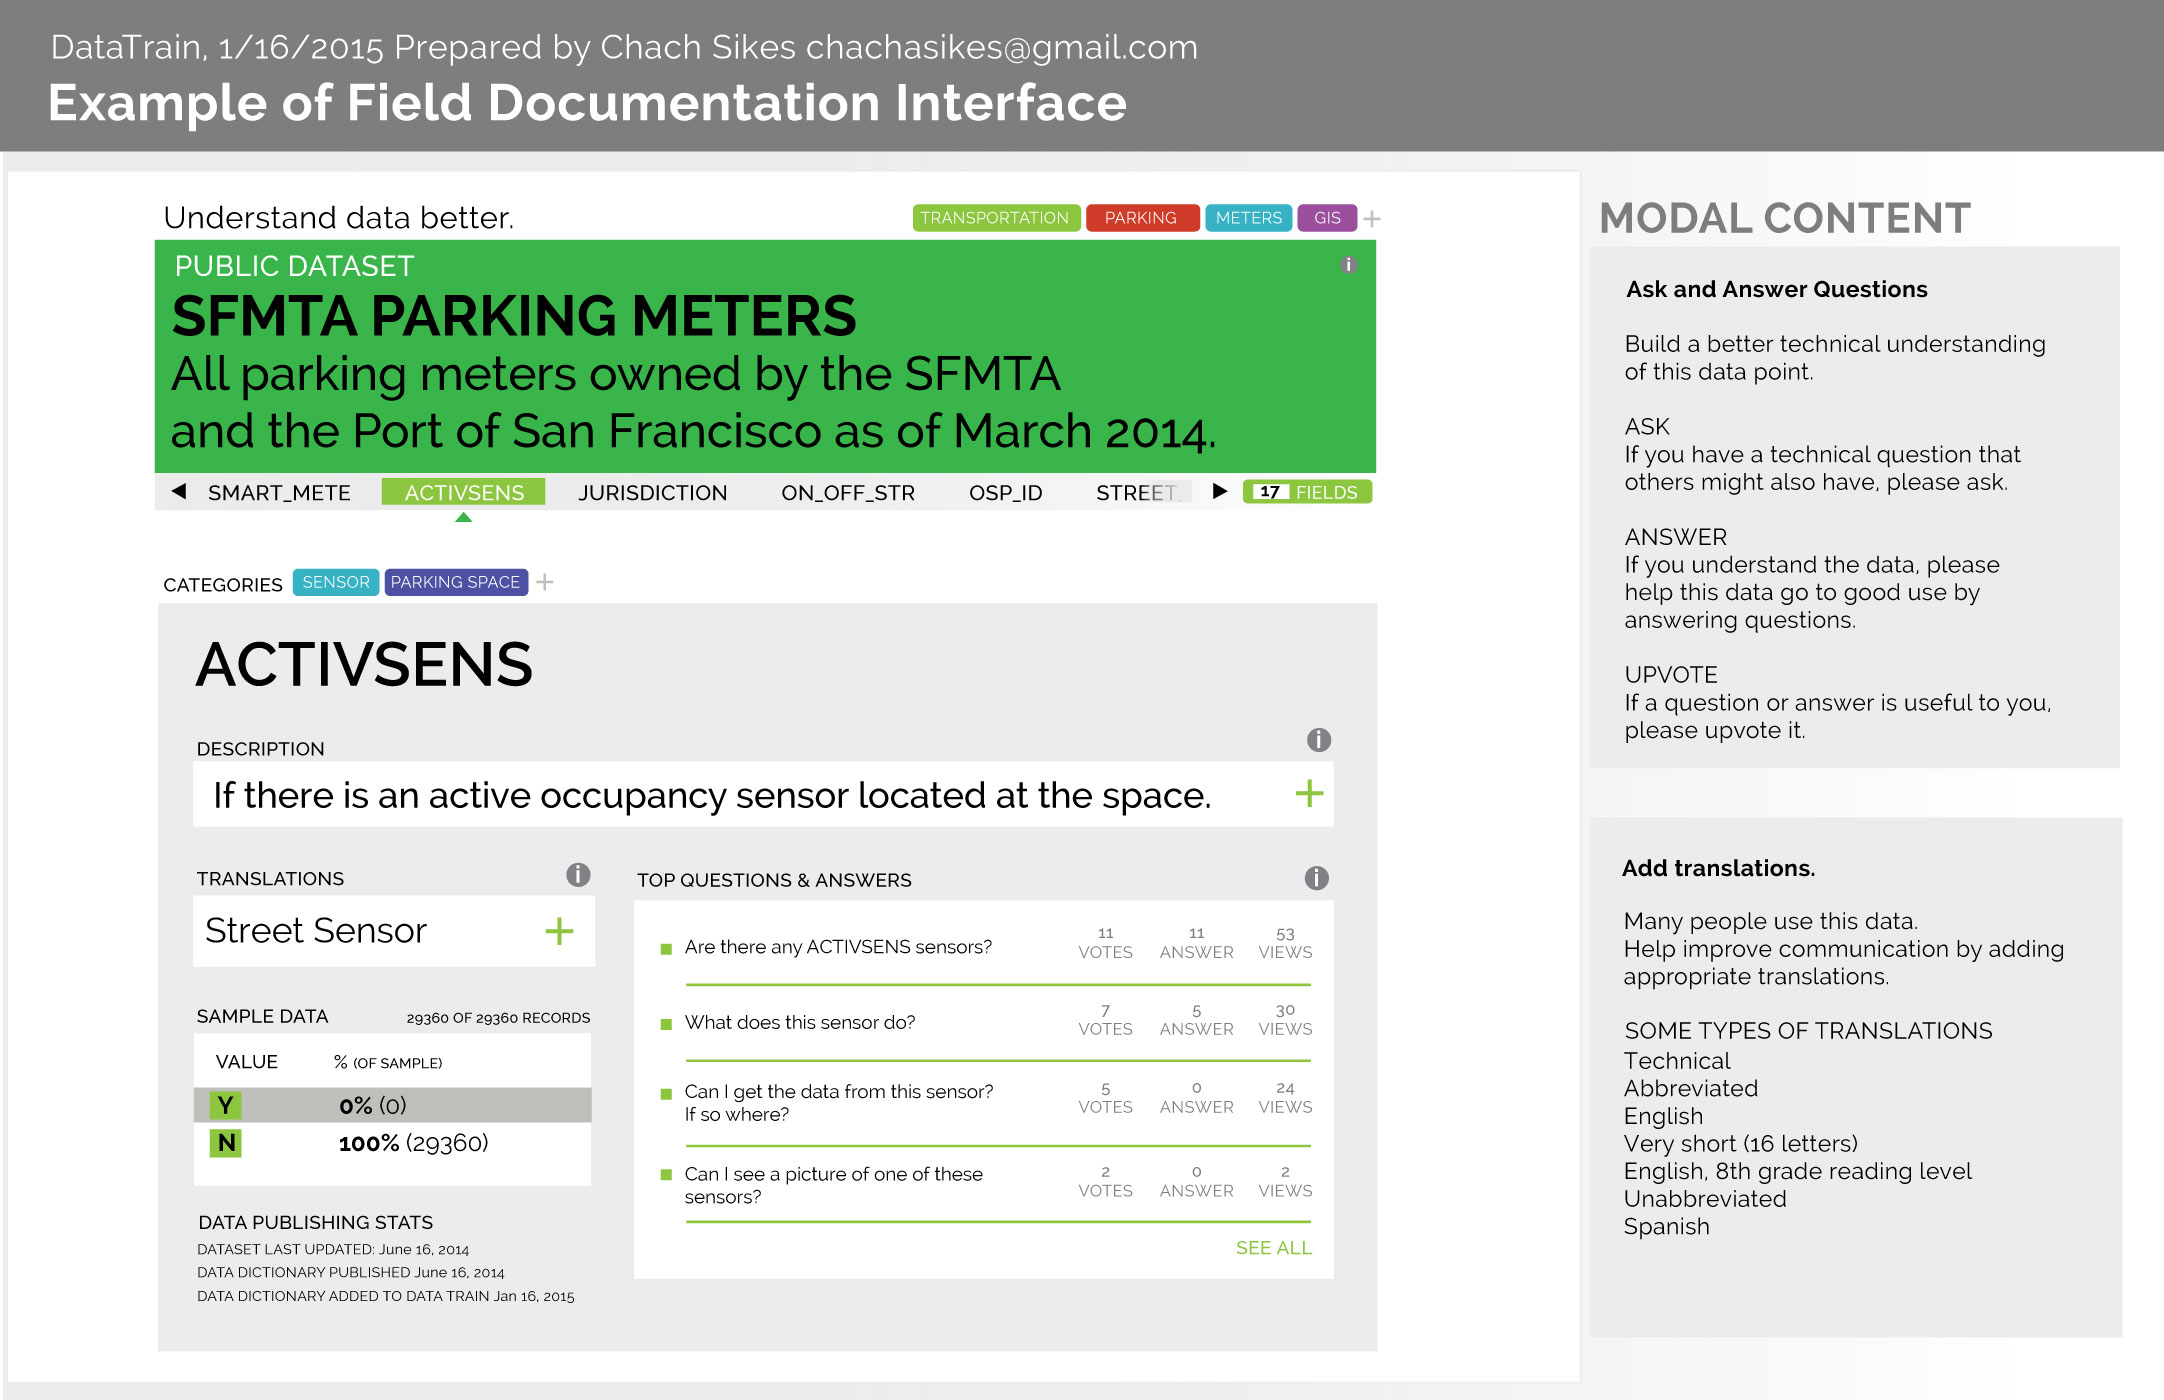 DataTrain, 1/16/2015 Prepared by Chach Sikes chachasikes@gmail.com
Example of Field Documentation Interface
Understand data better.
TRANSPORTATION PARKING METERS GIS +
PUBLIC DATASET i
SFMTA PARKING METERS
All parking meters owned by the SFMTA
and the Port of San Francisco as of March 2014.
SMART_METE ACTIVSENS JURISDICTION ON_OFF_STR OSP_ID STREET_ 17 FIELDS
CATEGORIES SENSOR PARKING SPACE +
ACTIVSENS
DESCRIPTION i
If there is an active occupancy sensor located at the space. +
TRANSLATIONS i
Street Sensor +
SAMPLE DATA 29360 OF 29360 RECORDS
VALUE % (OF SAMPLE)
Y 0% (0)
N 100% (29360)
DATA PUBLISHING STATS
DATASET LAST UPDATED: June 16, 2014
DATA DICTIONARY PUBLISHED June 16, 2014
DATA DICTIONARY ADDED TO DATA TRAIN Jan 16, 2015
TOP QUESTIONS & ANSWERS i
Are there any ACTIVSENS sensors?
11 11 53
VOTES ANSWER VIEWS
What does this sensor do?
7 5 30
VOTES ANSWER VIEWS
Can I get the data from this sensor?
If so where?
5 0 24
VOTES ANSWER VIEWS
Can I see a picture of one of these
sensors?
2 0 2
VOTES ANSWER VIEWS
SEE ALL
MODAL CONTENT
Ask and Answer Questions
Build a better technical understanding
of this data point.
ASK
If you have a technical question that
others might also have, please ask.
ANSWER
If you understand the data, please
help this data go to good use by
answering questions.
UPVOTE
If a question or answer is useful to you,
please upvote it.
Add translations.
Many people use this data.
Help improve communication by adding
appropriate translations.
SOME TYPES OF TRANSLATIONS
Technical
Abbreviated
English
Very short (16 letters)
English, 8th grade reading level
Unabbreviated
Spanish